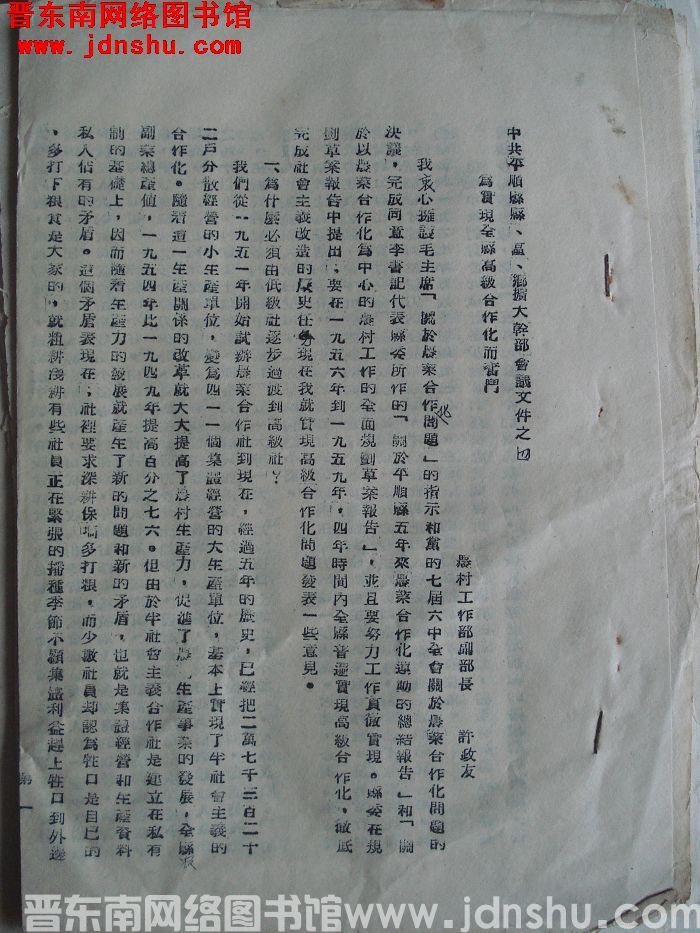 晋东南网络图书馆
www.jdnshu.com
中共平順縣縣、區、鄉擴大幹部會議文件之四
為實現全縣高級合作化而奮鬥
農村工作部副部長 許政友
我衷心擁護毛主席「關於農業合作化問題」的指示和黨的七屆六中全會關於農業合作化問題的
決議，完成同意李書記代表縣委所作的「關於平順縣五年來農業合作化運動的總結報告」和「關
於以農業合作化為中心的農村工作的全面規劃草案報告」，並且要努力工作貫徹實現。縣委在規
劃草案報告中提出：要在一九五六年到一九五九年，四年時間內全縣普遍實現高級合作化，徹底
完成社會主義改造的歷史任務現在我就實現高級合作化問題發表一些意見。
一、為什麼必須由低級社逐步過渡到高級社？
我們從一九五一年開始試辦農業合作社到現在，經過五年的歷史，已經把二萬七千三百二十
二戶分散經營的小生產單位，變為四一一個集體經營的大生產單位，基本上實現了半社會主義的
合作化。隨着這一生產關係的改革就大大提高了農村生產力，促進了農 生產事業的發展，全縣農
副業總產值，一九五四年比一九四九年提高百分之七六。但由於半社會主義合作社是建立在私有
制的基礎上，因而隨着生產力的發展就產生了新的問題和新的矛盾，也就是集體經營和生產資料
私人佔有的矛盾。這個矛盾表現在：社裡要求深耕保墒多打粮，而少數社員却認為牲口是自已的
，多打下粮食是大家的，就粗耕淺耕有些社員正在緊張的播種季節不顧集體利益趕上牲口到外邊
第一
晋东南网络图书馆 www.jdnshu.com